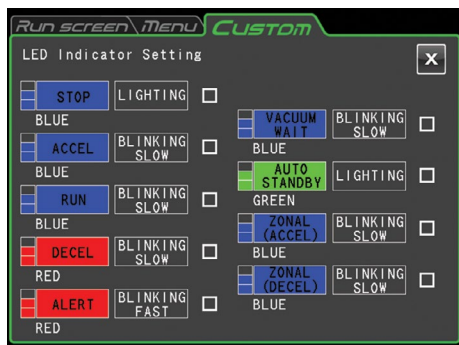 Run screen Menu Custom
LED Indicator Setting
X
STOP LIGHTING
BLUE
ACCEL BLINKING SLOW
BLUE
RUN BLINKING SLOW
BLUE
DECEL BLINKING SLOW
RED
ALERT BLINKING FAST
RED
VACUUM WAIT BLINKING SLOW
BLUE
AUTO STANDBY LIGHTING
GREEN
ZONAL (ACCEL) BLINKING SLOW
BLUE
ZONAL (DECEL) BLINKING SLOW
BLUE